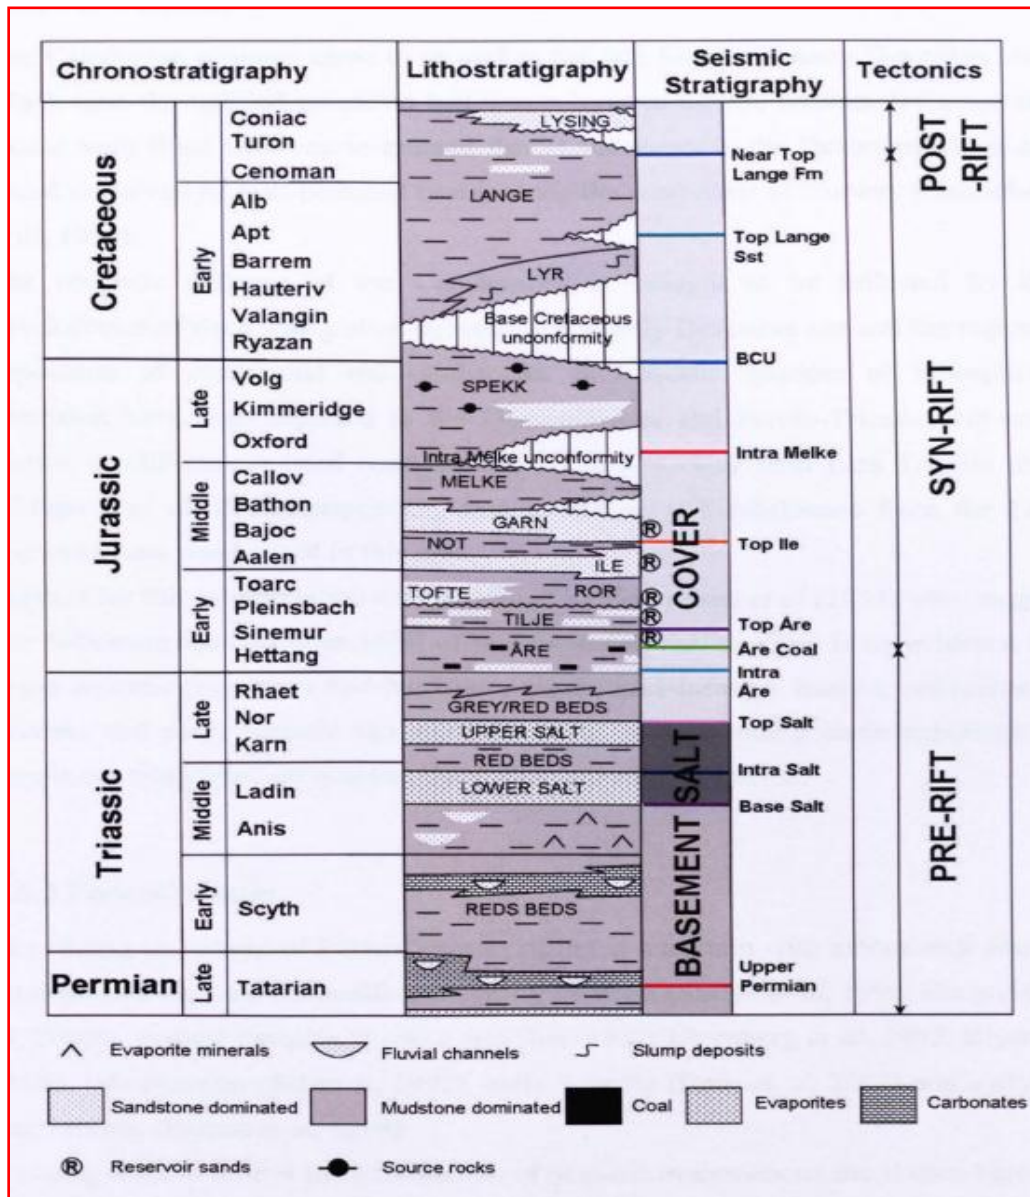 Chronostratigraphy
Lithostratigraphy
Seismic
Stratigraphy
Tectonics
Cretaceous
Early
Coniac
Turon
Cenoman
Alb
Apt
Barrem
Hauteriv
Valangin
Ryazan
Jurassic
Late
Volg
Kimmeridge
Oxford
Middle
Callov
Bathon
Bajoc
Aalen
Early
Toarc
Pleinsbach
Sinemur
Hettang
Triassic
Late
Rhaet
Nor
Karn
Middle
Ladin
Anis
Early
Scyth
Permian
Late
Tatarian
LYSING
LANGE
LYR
Base Cretaceous
unconformity
SPEKK
Intra Melke unconformity
MELKE
GARN
NOT
ILE
TOFTE
ROR
TILJE
ÅRE
GREY/RED BEDS
UPPER SALT
RED BEDS
LOWER SALT
REDS BEDS
COVER
SALT
BASEMENT
R
R
R
R
R
Near Top
Lange Fm
Top Lange
Sst
BCU
Intra Melke
Top Ile
Top Åre
Åre Coal
Intra
Åre
Top Salt
Intra Salt
Base Salt
Upper
Permian
POST
-RIFT
SYN-RIFT
PRE-RIFT
Evaporite minerals
Fluvial channels
Slump deposits
Sandstone dominated
Mudstone dominated
Coal
Evaporites
Carbonates
® Reservoir sands
Source rocks